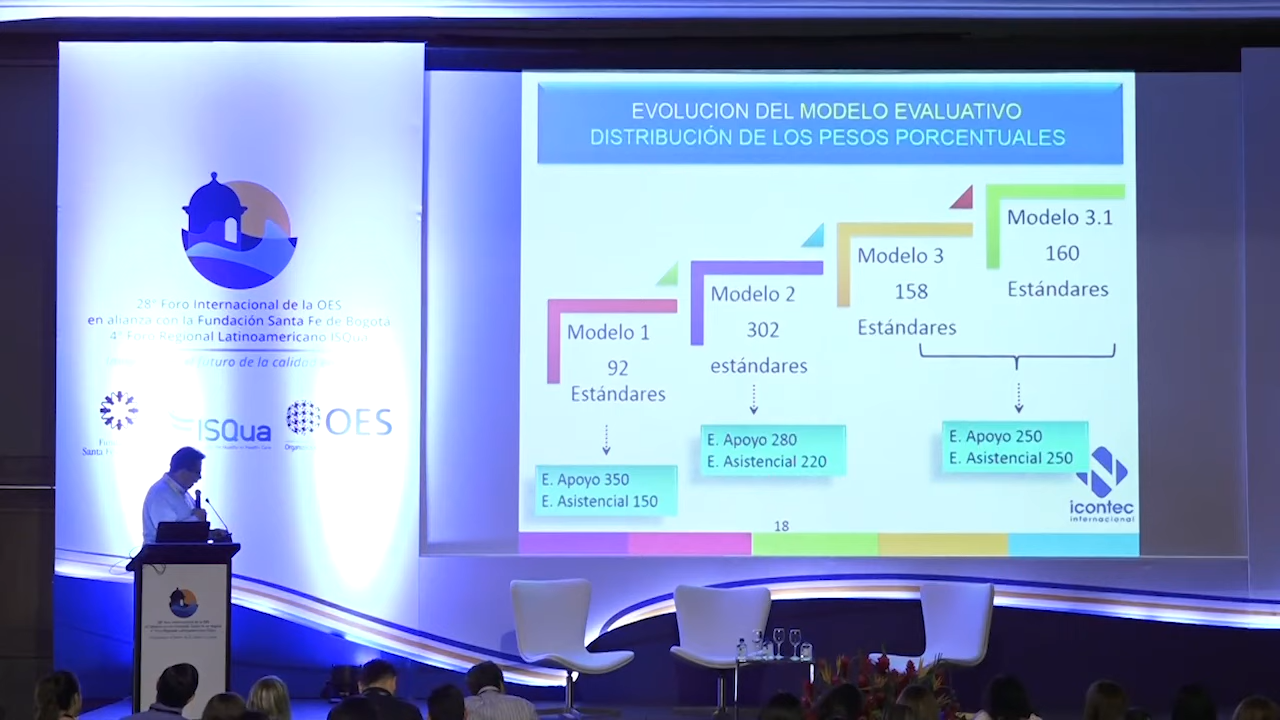 28º Foro Internacional de la OES
en alianza con la Fundación Santa Fe de Bogotá
4º Foro Regional Latinoamericano ISQua
futuro de la calidad
ISQua
OES
EVOLUCION DEL MODELO EVALUATIVO
DISTRIBUCIÓN DE LOS PESOS PORCENTUALES
Modelo 1
92
Estándares
E. Apoyo 350
E. Asistencial 150
Modelo 2
302
estándares
E. Apoyo 280
E. Asistencial 220
Modelo 3
158
Estándares
Modelo 3.1
160
Estándares
E. Apoyo 250
E. Asistencial 250
icontec
internacional
18